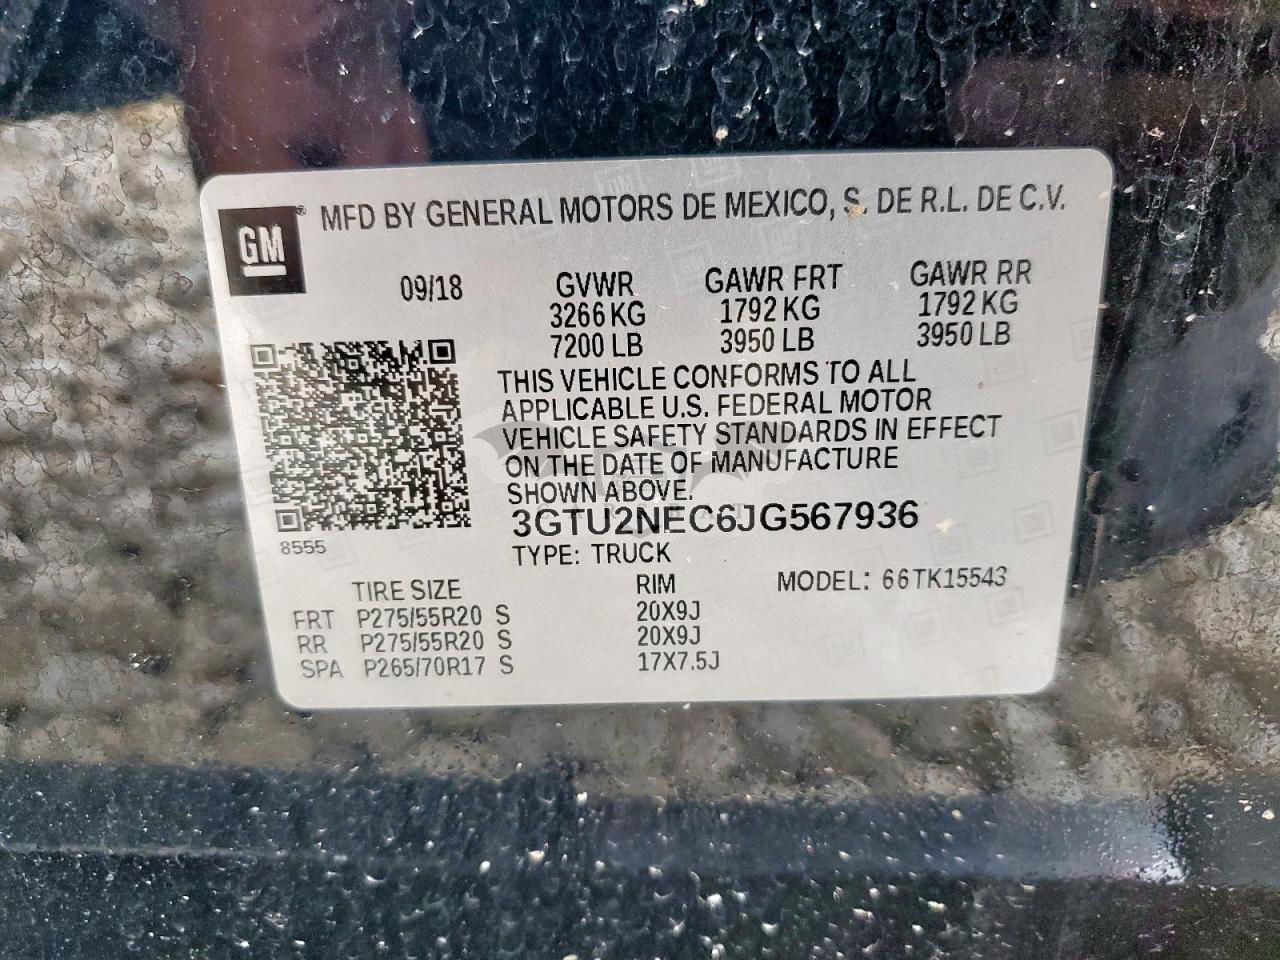 GM ® MFD BY GENERAL MOTORS DE MEXICO, S. DE R.L. DE C.V.
09/18 GVWR GAWR FRT GAWR RR
3266 KG 1792 KG 1792 KG
7200 LB 3950 LB 3950 LB
THIS VEHICLE CONFORMS TO ALL
APPLICABLE U.S. FEDERAL MOTOR
VEHICLE SAFETY STANDARDS IN EFFECT
ON THE DATE OF MANUFACTURE
SHOWN ABOVE.
3GTU2NEC6JG567936
8555
TYPE: TRUCK
TIRE SIZE RIM MODEL: 66TK15543
FRT P275/55R20 S 20X9J
RR P275/55R20 S 20X9J
SPA P265/70R17 S 17X7.5J